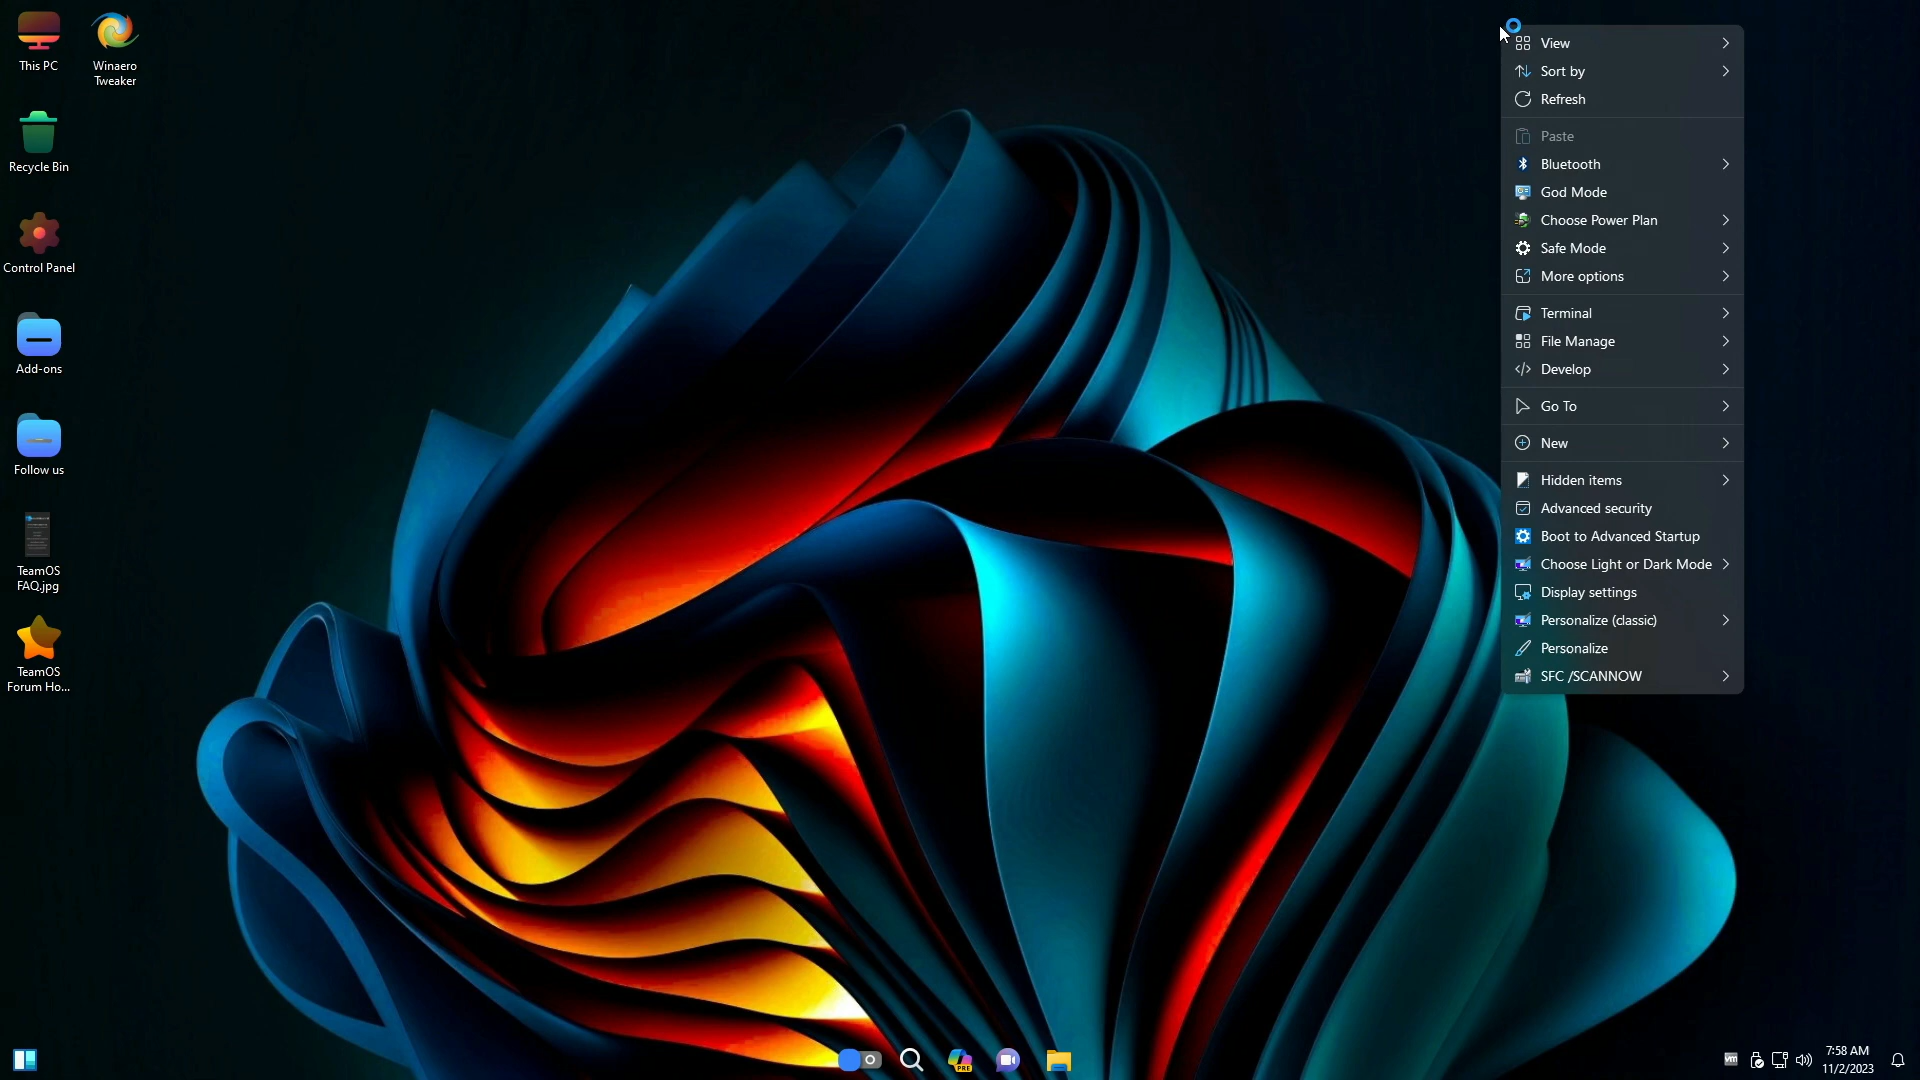 This PC
Winaero
Tweaker
Recycle Bin
Control Panel
Add-ons
Follow us
TeamOS
FAQ.jpg
TeamOS
Forum Ho...
View
Sort by
Refresh
Paste
Bluetooth
God Mode
Choose Power Plan
Safe Mode
More options
Terminal
File Manage
Develop
Go To
New
Hidden items
Advanced security
Boot to Advanced Startup
Choose Light or Dark Mode
Display settings
Personalize (classic)
Personalize
SFC /SCANNOW
PRE
vm
7:58 AM
11/2/2023